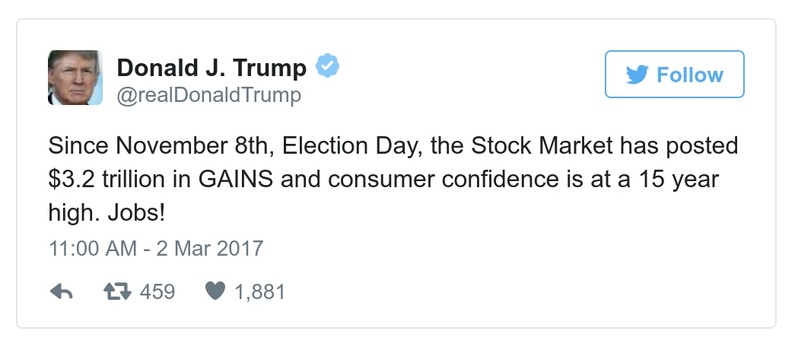 Donald J. Trump
Follow
@realDonaldTrump
Since November 8th, Election Day, the Stock Market has posted
$3.2 trillion in GAINS and consumer confidence is at a 15 year
high. Jobs!
11:00 AM - 2 Mar 2017
459 1,881